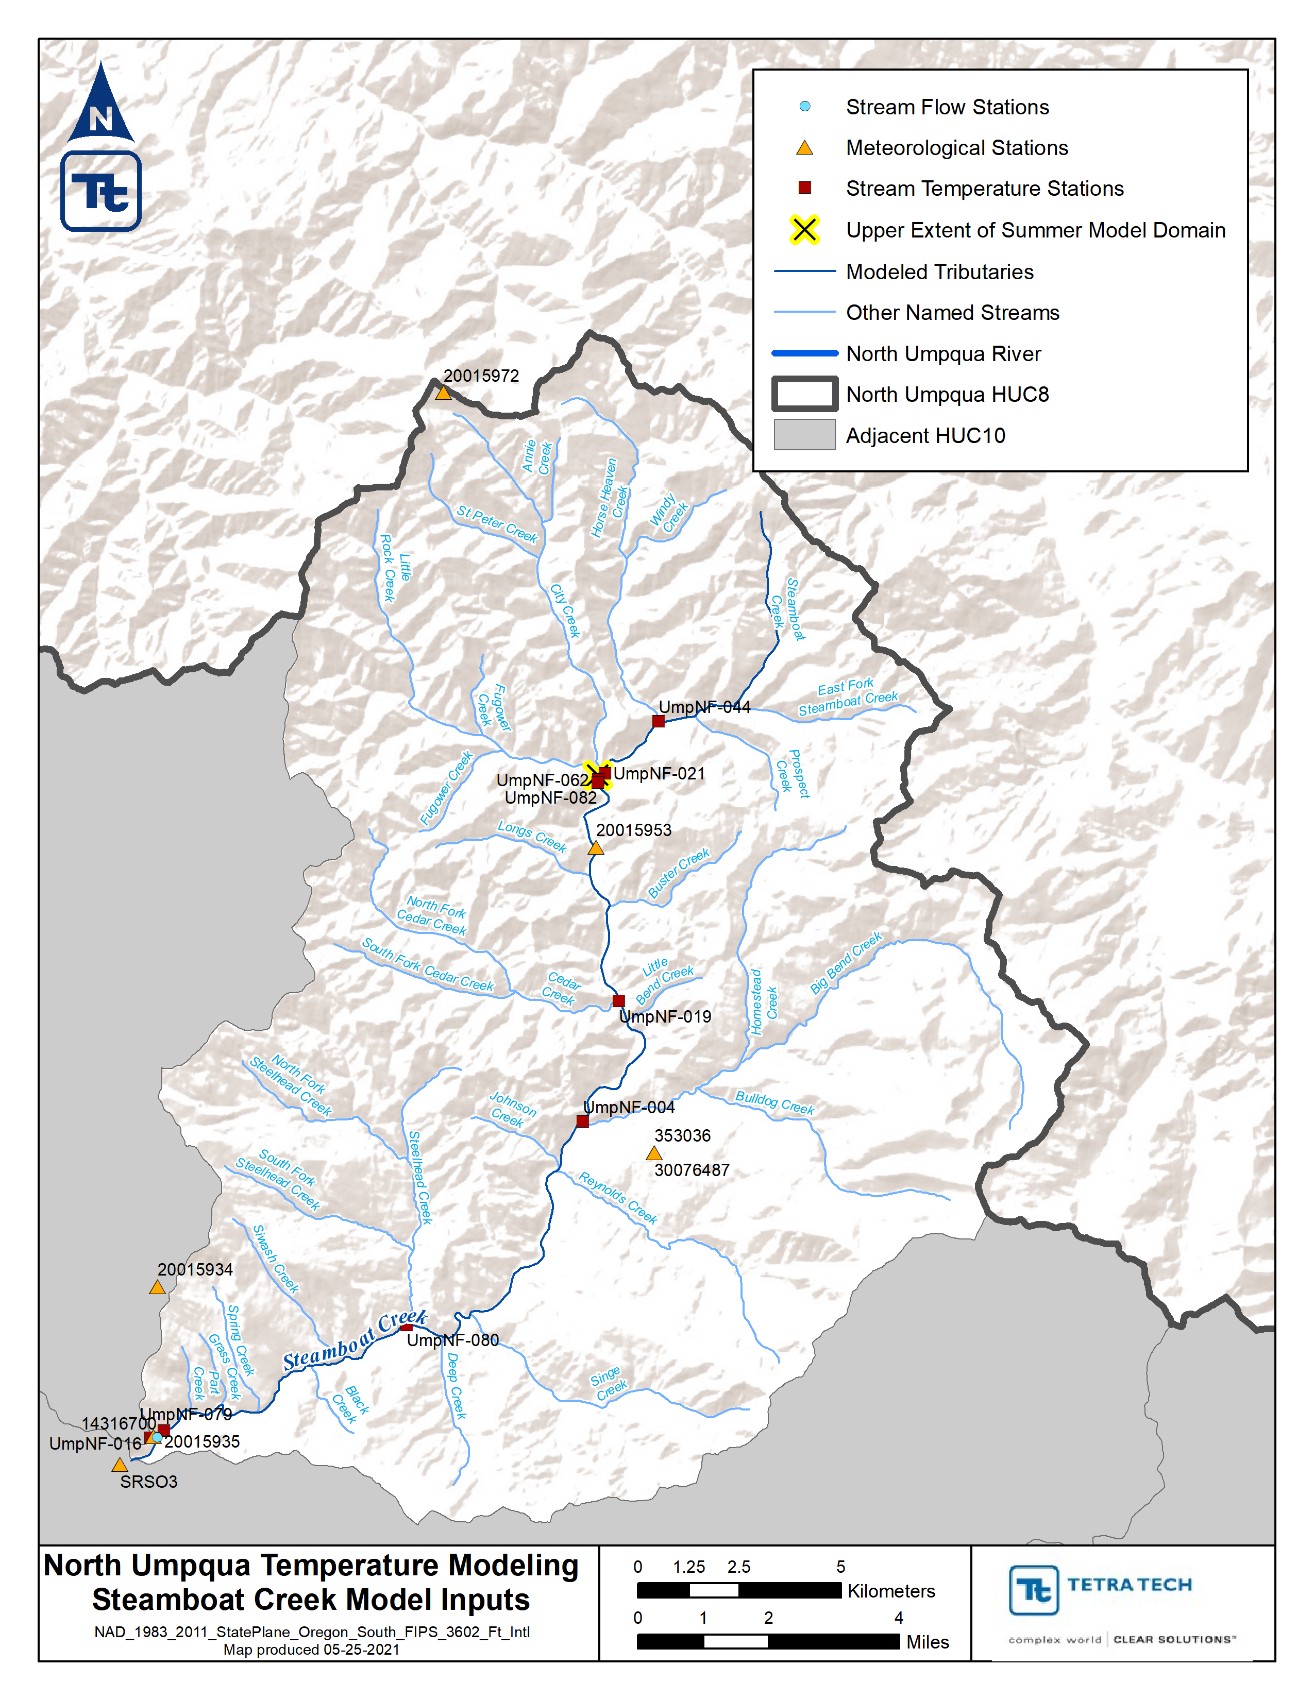 N
Tt
Stream Flow Stations
Meteorological Stations
Stream Temperature Stations
Upper Extent of Summer Model Domain
Modeled Tributaries
Other Named Streams
North Umpqua River
North Umpqua HUC8
Adjacent HUC10
20015972
Annie
Creek
Horse Heaven
Creek
Windy
Creek
St Peter Creek
Little
Rock Creek
City Creek
Steamboat
Creek
East Fork
Steamboat Creek
Fugower
Creek
UmpNF-044
Prospect
Creek
Fugower Creek
UmpNF-062
UmpNF-021
UmpNF-082
20015953
Longs Creek
Buster Creek
North Fork
Cedar Creek
South Fork Cedar Creek
Cedar
Creek
Little
Bend Creek
Homestead
Creek
Big Bend Creek
UmpNF-019
North Fork
Steelhead Creek
Johnson
Creek
UmpNF-004
Bulldog Creek
353036
30076487
Steelhead Creek
South Fork
Steelhead Creek
Reynolds Creek
Siwash Creek
20015934
Spring Creek
Grass Creek
Part
Creek
Steamboat Creek
UmpNF-080
Deep Creek
Black
Creek
Singe
Creek
UmpNF-079
14316700
UmpNF-016
20015935
SRSO3
North Umpqua Temperature Modeling
Steamboat Creek Model Inputs
NAD_1983_2011_StatePlane_Oregon_South_FIPS_3602_Ft_Intl
Map produced 05-25-2021
0 1.25 2.5 5
Kilometers
0 1 2 4
Miles
Tt TETRA TECH
complex world | CLEAR SOLUTIONS™